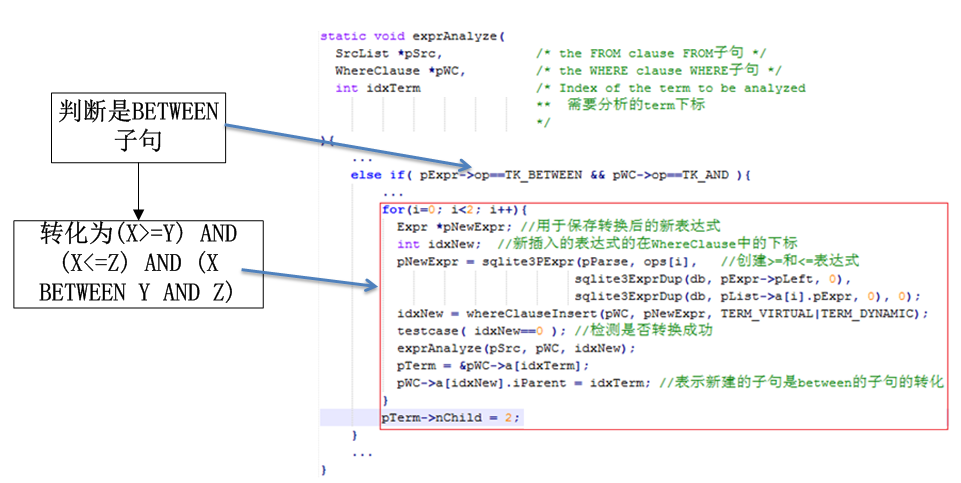 判断是BETWEEN
子句
转化为(X>=Y) AND
(X<=Z) AND (X
BETWEEN Y AND Z)
static void exprAnalyze(
SrcList *pSrc, /* the FROM clause FROM子句 */
WhereClause *pWC, /* the WHERE clause WHERE子句 */
int idxTerm /* Index of the term to be analyzed
** 需要分析的term下标
*/
){
...
else if( pExpr->op==TK_BETWEEN && pWC->op==TK_AND ){
...
for(i=0; i<2; i++){
Expr *pNewExpr; //用于保存转换后的新表达式
int idxNew; //新插入的表达式的在WhereClause中的下标
pNewExpr = sqlite3PExpr(pParse, ops[i], //创建>=和<=表达式
sqlite3ExprDup(db, pExpr->pLeft, 0),
sqlite3ExprDup(db, pList->a[i].pExpr, 0), 0);
idxNew = whereClauseInsert(pWC, pNewExpr, TERM_VIRTUAL|TERM_DYNAMIC);
testcase( idxNew==0 ); //检测是否转换成功
exprAnalyze(pSrc, pWC, idxNew);
pTerm = &pWC->a[idxTerm];
pWC->a[idxNew].iParent = idxTerm; //表示新建的子句是between的子句的转化
}
pTerm->nChild = 2;
}
...
}